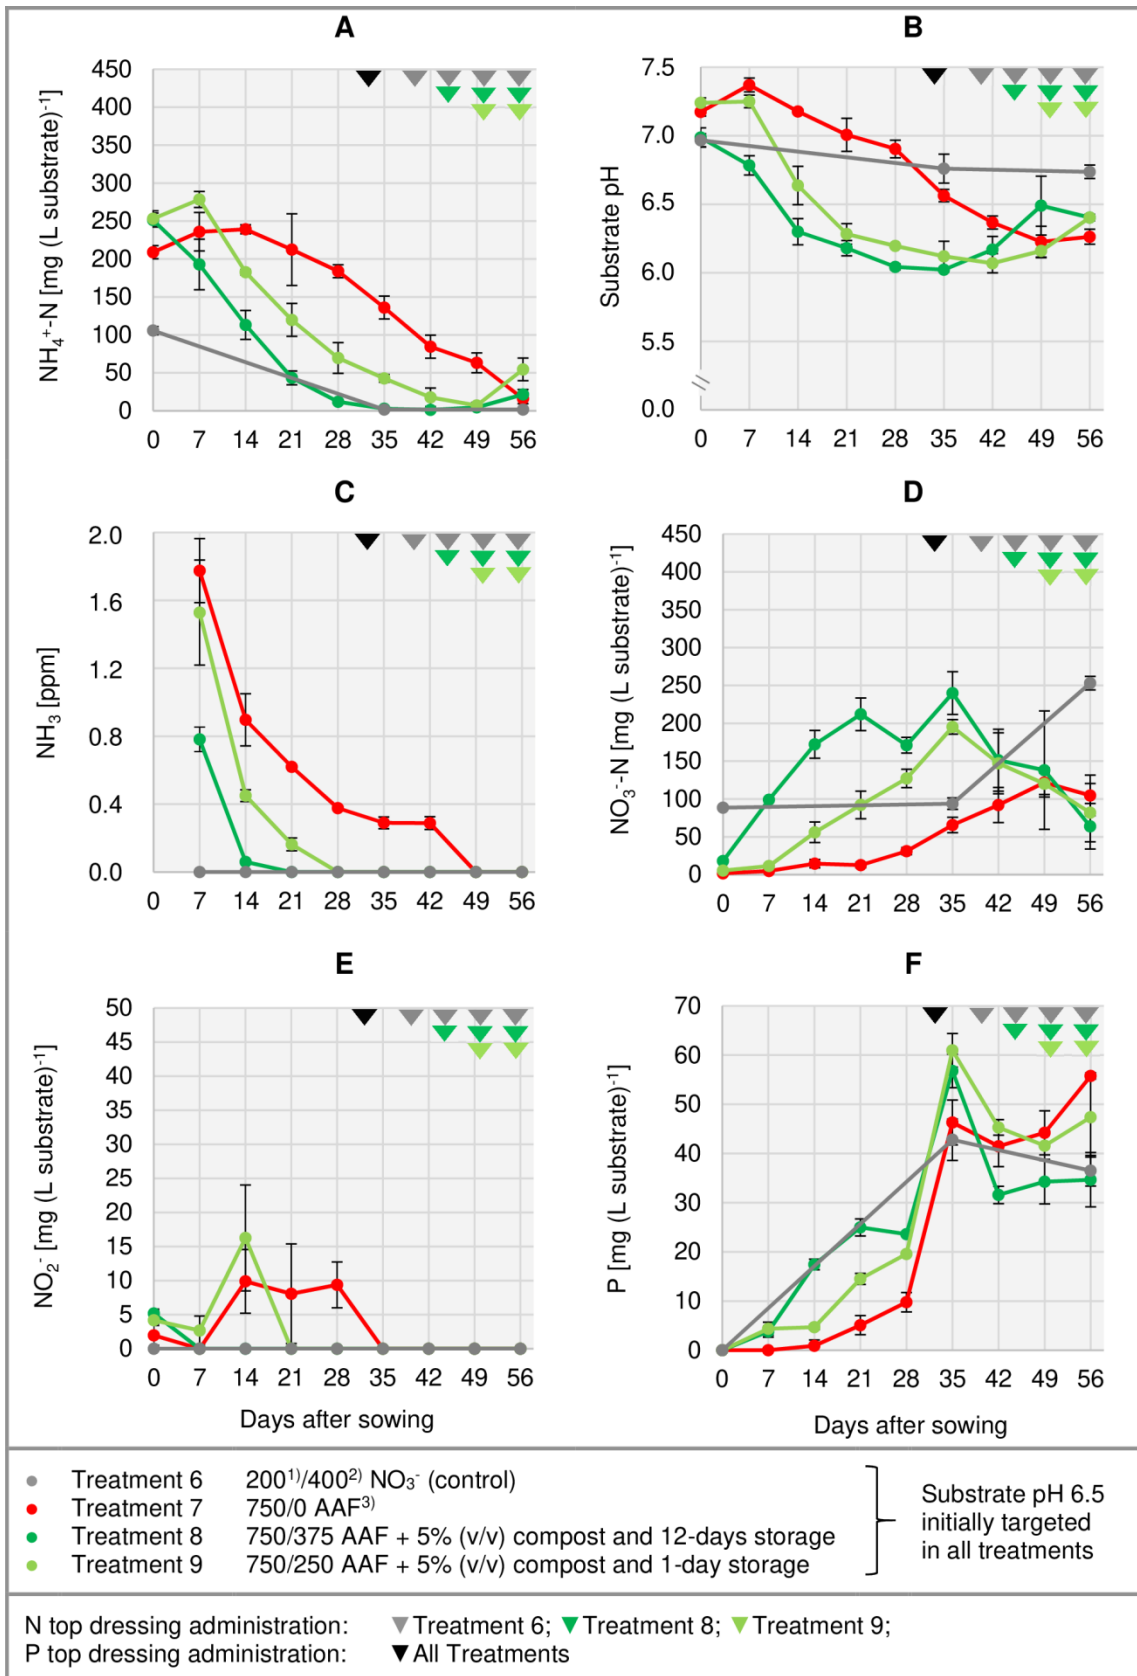 A
NH₄⁺-N [mg (L substrate)⁻¹]
450
400
350
300
250
200
150
100
50
0
0 7 14 21 28 35 42 49 56
B
Substrate pH
7.5
7.0
6.5
6.0
5.5
0.0
0 7 14 21 28 35 42 49 56
C
NH₃ [ppm]
2.0
1.6
1.2
0.8
0.4
0.0
0 7 14 21 28 35 42 49 56
D
NO₃⁻-N [mg (L substrate)⁻¹]
450
400
350
300
250
200
150
100
50
0
0 7 14 21 28 35 42 49 56
E
NO₂⁻ [mg (L substrate)⁻¹]
50
45
40
35
30
25
20
15
10
5
0
0 7 14 21 28 35 42 49 56
Days after sowing
F
P [mg (L substrate)⁻¹]
70
60
50
40
30
20
10
0
0 7 14 21 28 35 42 49 56
Days after sowing
Treatment 6 200¹⁾/400²⁾ NO₃⁻ (control)
Treatment 7 750/0 AAF³⁾
Treatment 8 750/375 AAF + 5% (v/v) compost and 12-days storage
Treatment 9 750/250 AAF + 5% (v/v) compost and 1-day storage
Substrate pH 6.5
initially targeted
in all treatments
N top dressing administration: ▼Treatment 6; ▼Treatment 8; ▼Treatment 9;
P top dressing administration: ▼All Treatments